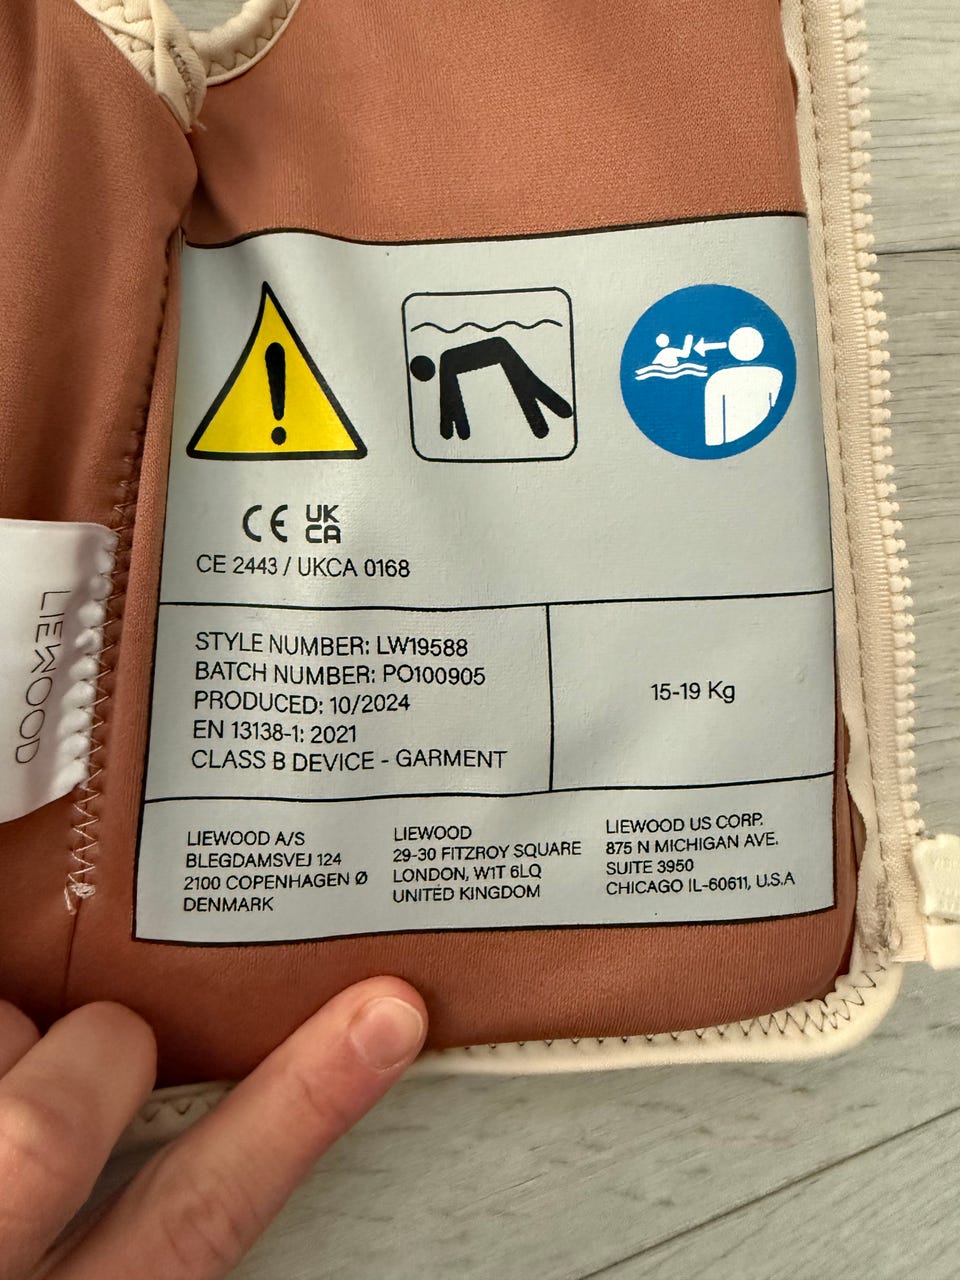 CE UK
CA
CE 2443 / UKCA 0168
STYLE NUMBER: LW19588
BATCH NUMBER: PO100905
PRODUCED: 10/2024
EN 13138-1: 2021
CLASS B DEVICE - GARMENT
15-19 Kg
LIEWOOD A/S
BLEGDAMSVEJ 124
2100 COPENHAGEN Ø
DENMARK
LIEWOOD
29-30 FITZROY SQUARE
LONDON, W1T 6LQ
UNITED KINGDOM
LIEWOOD US CORP.
875 N MICHIGAN AVE.
SUITE 3950
CHICAGO IL-60611, U.S.A
LIEWOOD